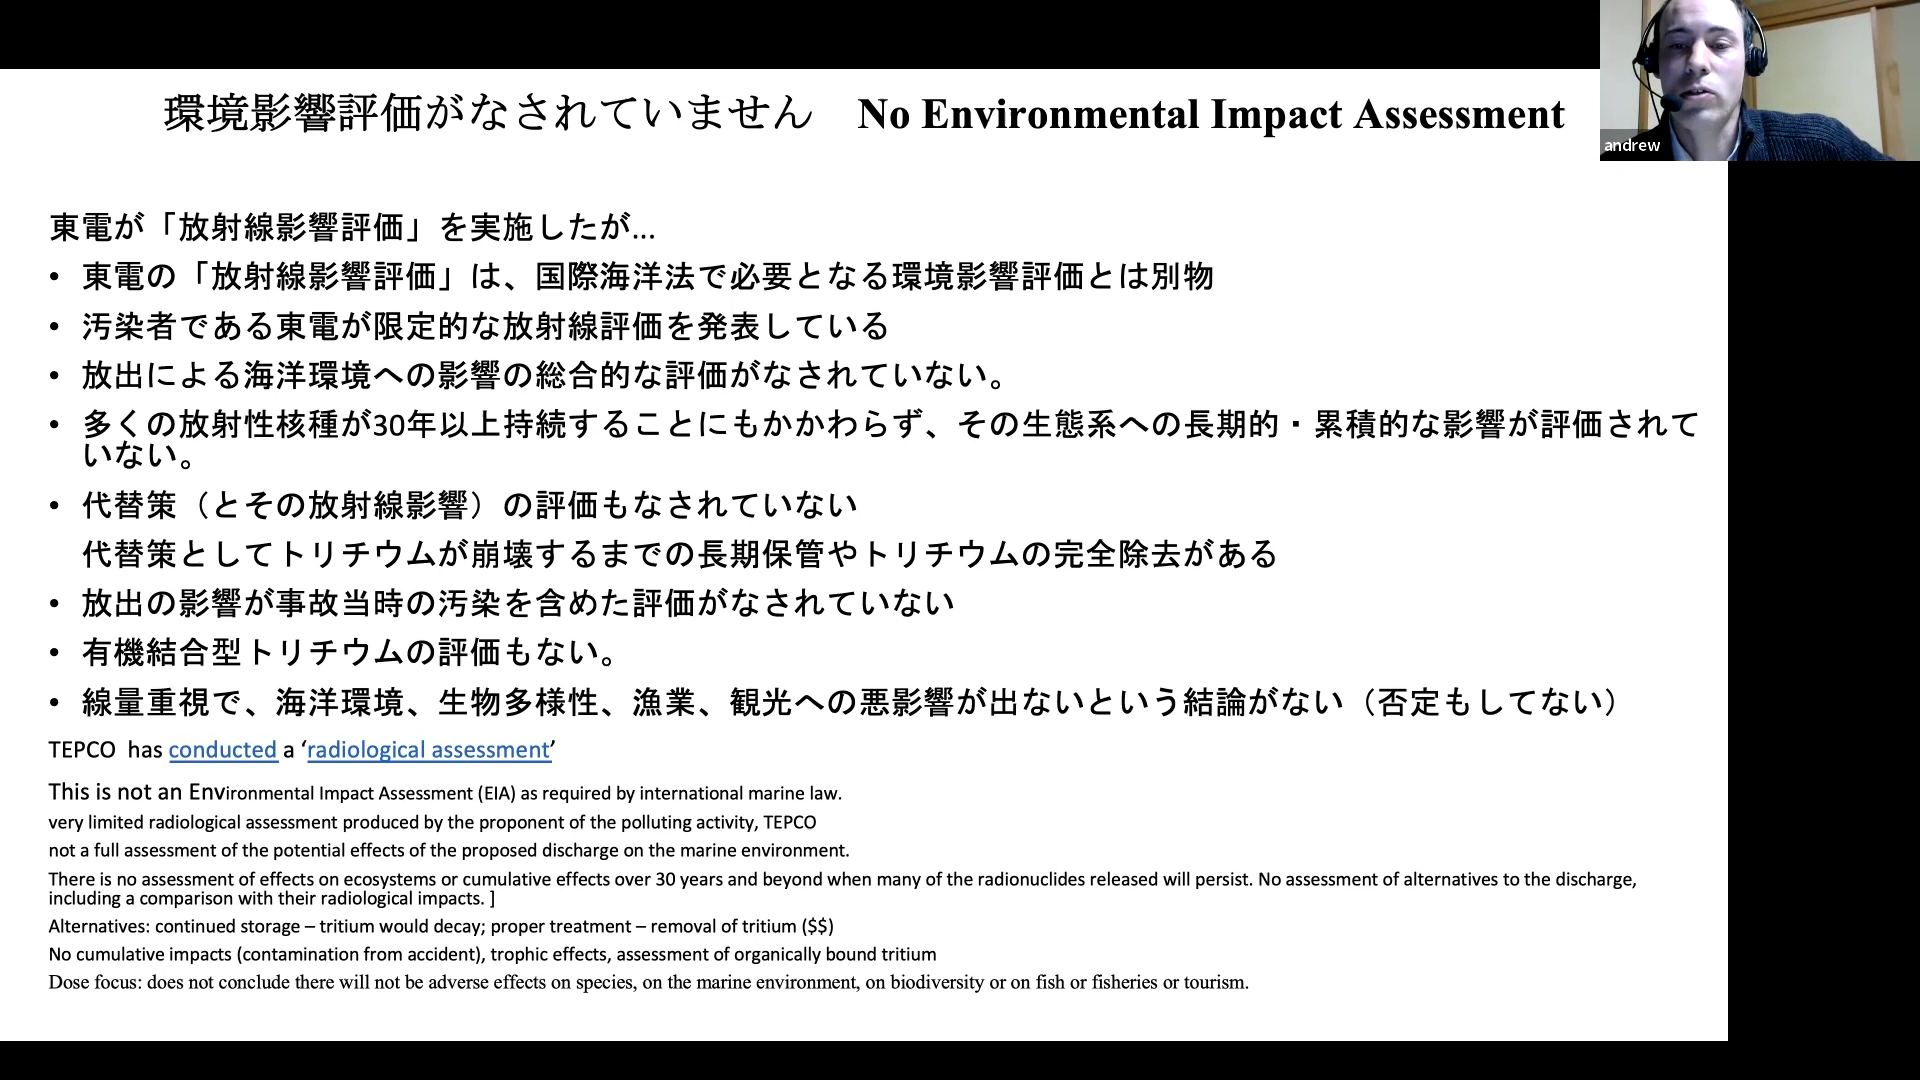 環境影響評価がなされていません　No Environmental Impact Assessment
andrew
東電が「放射線影響評価」を実施したが...
• 東電の「放射線影響評価」は、国際海洋法で必要となる環境影響評価とは別物
• 汚染者である東電が限定的な放射線評価を発表している
• 放出による海洋環境への影響の総合的な評価がなされていない。
• 多くの放射性核種が30年以上持続することにもかかわらず、その生態系への長期的・累積的な影響が評価されて
いない。
• 代替策（とその放射線影響）の評価もなされていない
代替策としてトリチウムが崩壊するまでの長期保管やトリチウムの完全除去がある
• 放出の影響が事故当時の汚染を含めた評価がなされていない
• 有機結合型トリチウムの評価もない。
• 線量重視で、海洋環境、生物多様性、漁業、観光への悪影響が出ないという結論がない（否定もしてない）
TEPCO has conducted a ‘radiological assessment’
This is not an Environmental Impact Assessment (EIA) as required by international marine law.
very limited radiological assessment produced by the proponent of the polluting activity, TEPCO
not a full assessment of the potential effects of the proposed discharge on the marine environment.
There is no assessment of effects on ecosystems or cumulative effects over 30 years and beyond when many of the radionuclides released will persist. No assessment of alternatives to the discharge,
including a comparison with their radiological impacts. ]
Alternatives: continued storage – tritium would decay; proper treatment – removal of tritium ($$)
No cumulative impacts (contamination from accident), trophic effects, assessment of organically bound tritium
Dose focus: does not conclude there will not be adverse effects on species, on the marine environment, on biodiversity or on fish or fisheries or tourism.